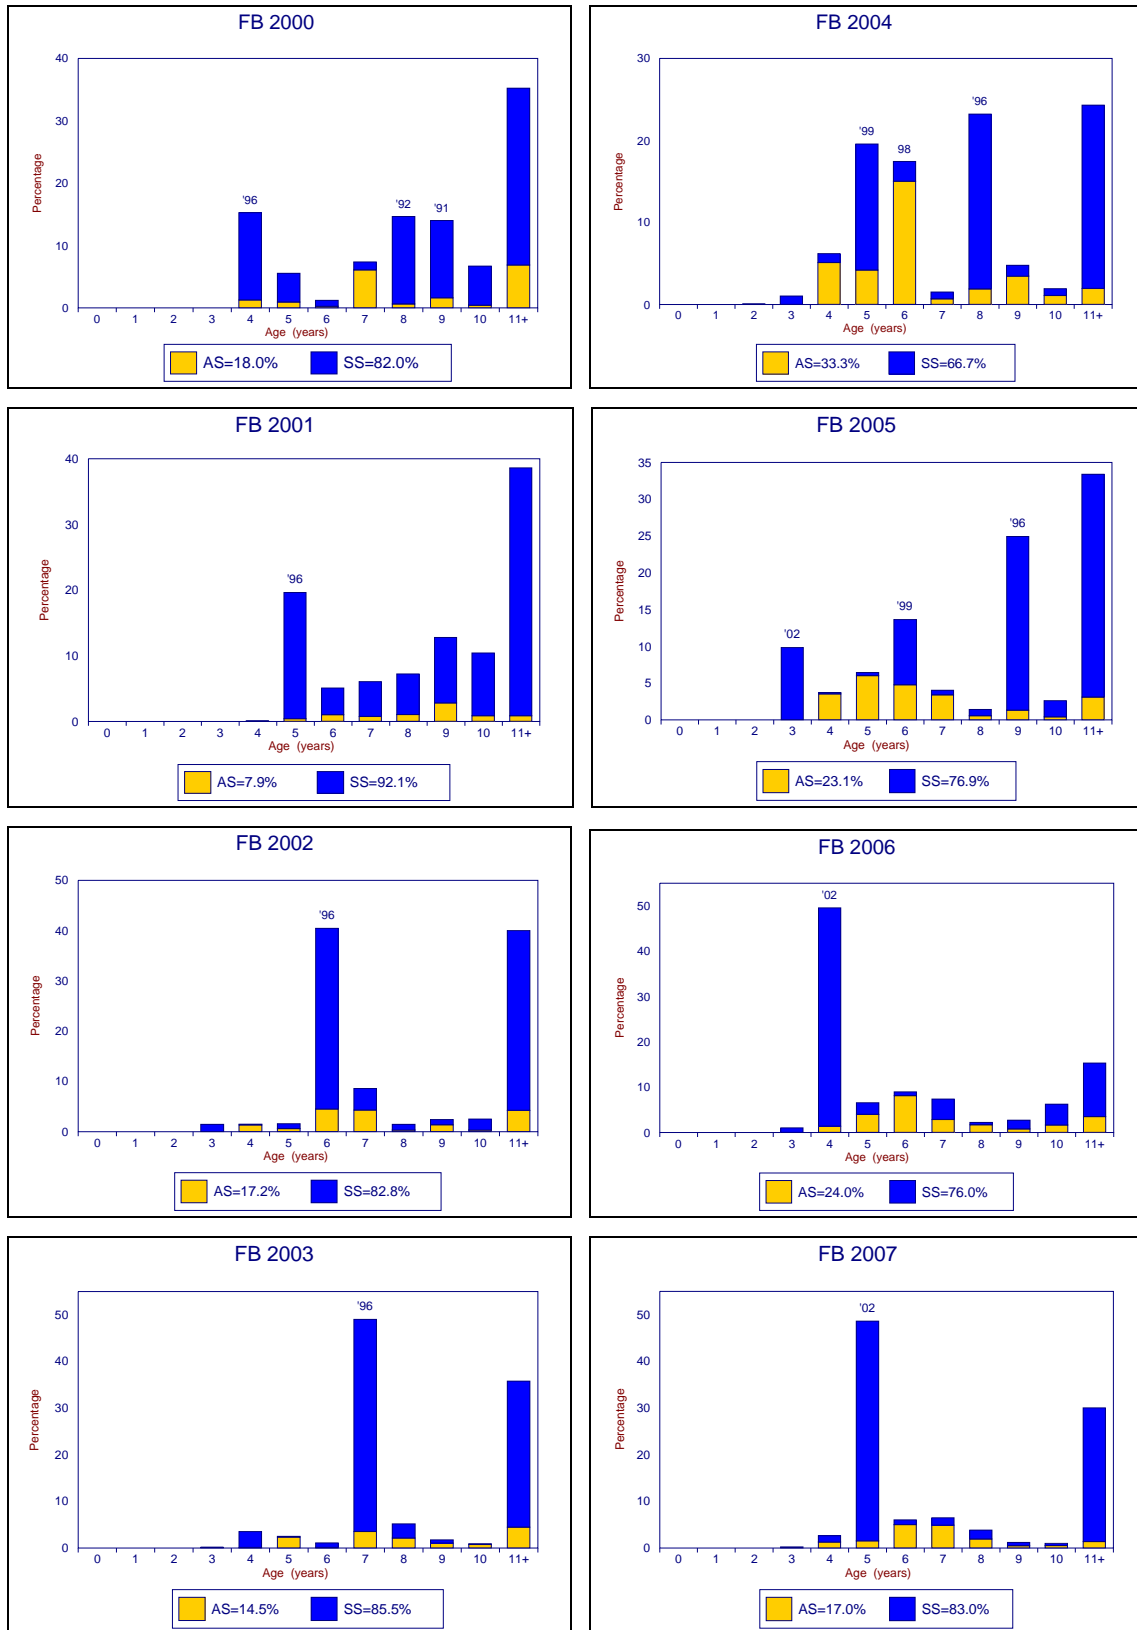 FB 2000
40
30
20
10
0
Percentage
'96
'92
'91
0 1 2 3 4 5 6 7 8 9 10 11+
Age (years)
AS=18.0% SS=82.0%
FB 2004
30
20
10
0
Percentage
'99
98
'96
0 1 2 3 4 5 6 7 8 9 10 11+
Age (years)
AS=33.3% SS=66.7%
FB 2001
40
30
20
10
0
Percentage
'96
0 1 2 3 4 5 6 7 8 9 10 11+
Age (years)
AS=7.9% SS=92.1%
FB 2005
35
30
25
20
15
10
5
0
Percentage
'02
'99
'96
0 1 2 3 4 5 6 7 8 9 10 11+
Age (years)
AS=23.1% SS=76.9%
FB 2002
50
40
30
20
10
0
Percentage
'96
0 1 2 3 4 5 6 7 8 9 10 11+
Age (years)
AS=17.2% SS=82.8%
FB 2006
50
40
30
20
10
0
Percentage
'02
0 1 2 3 4 5 6 7 8 9 10 11+
Age (years)
AS=24.0% SS=76.0%
FB 2003
50
40
30
20
10
0
Percentage
'96
0 1 2 3 4 5 6 7 8 9 10 11+
Age (years)
AS=14.5% SS=85.5%
FB 2007
50
40
30
20
10
0
Percentage
'02
0 1 2 3 4 5 6 7 8 9 10 11+
Age (years)
AS=17.0% SS=83.0%